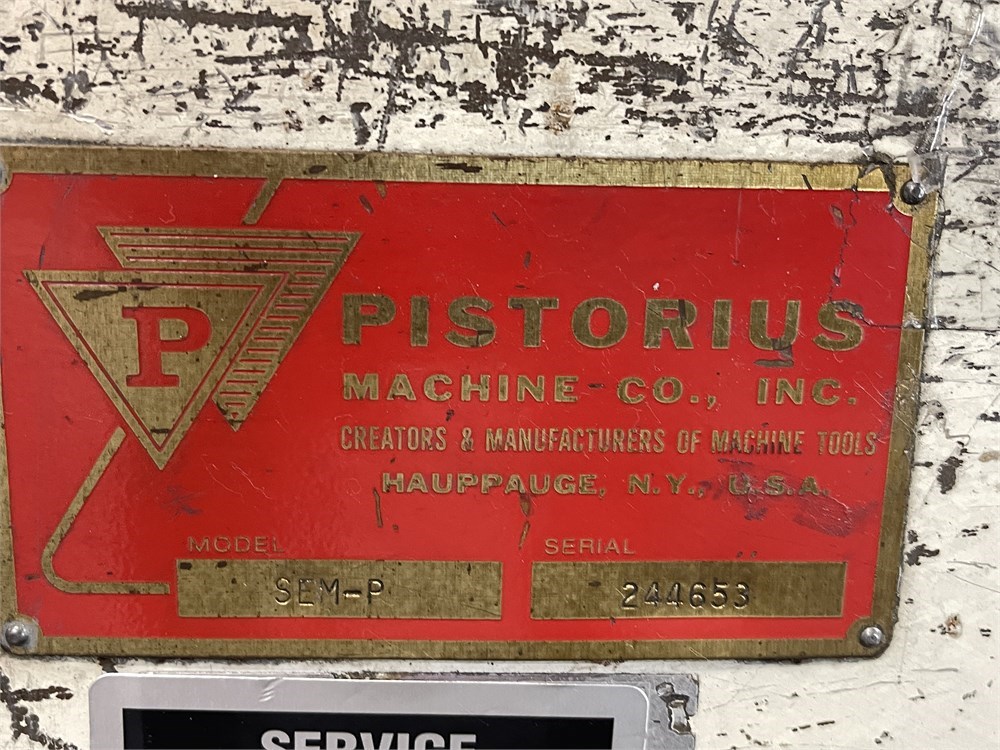 P
PISTORIUS
MACHINE CO., INC.
CREATORS & MANUFACTURERS OF MACHINE TOOLS
HAUPPAUGE, N.Y., U.S.A.
MODEL SERIAL
SEM-P 244653
SERVICE